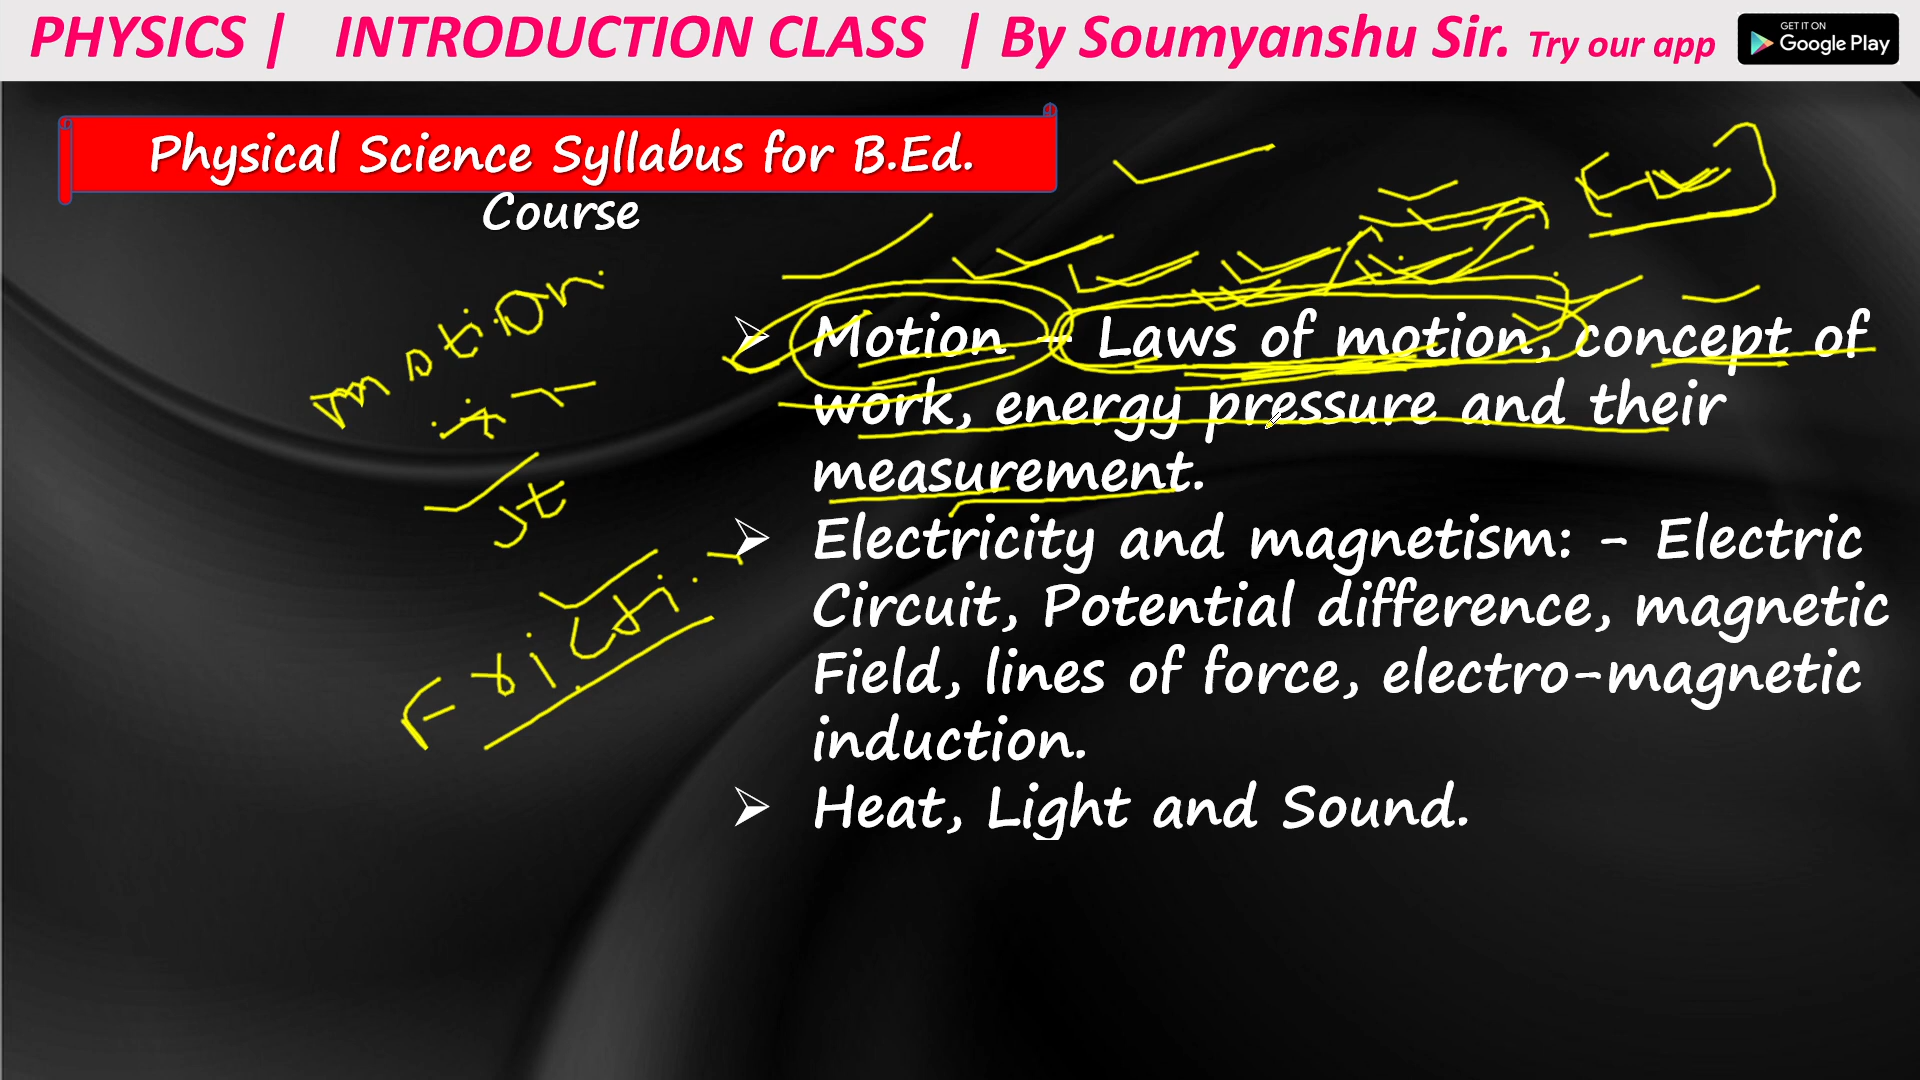 PHYSICS | INTRODUCTION CLASS | By Soumyanshu Sir. Try our app
GET IT ON
Google Play
Physical Science Syllabus for B.Ed.
Course
motion
➢ Motion – Laws of motion, concept of
work, energy pressure and their
measurement.
➢ Electricity and magnetism: - Electric
Circuit, Potential difference, magnetic
Field, lines of force, electro-magnetic
induction.
➢ Heat, Light and Sound.